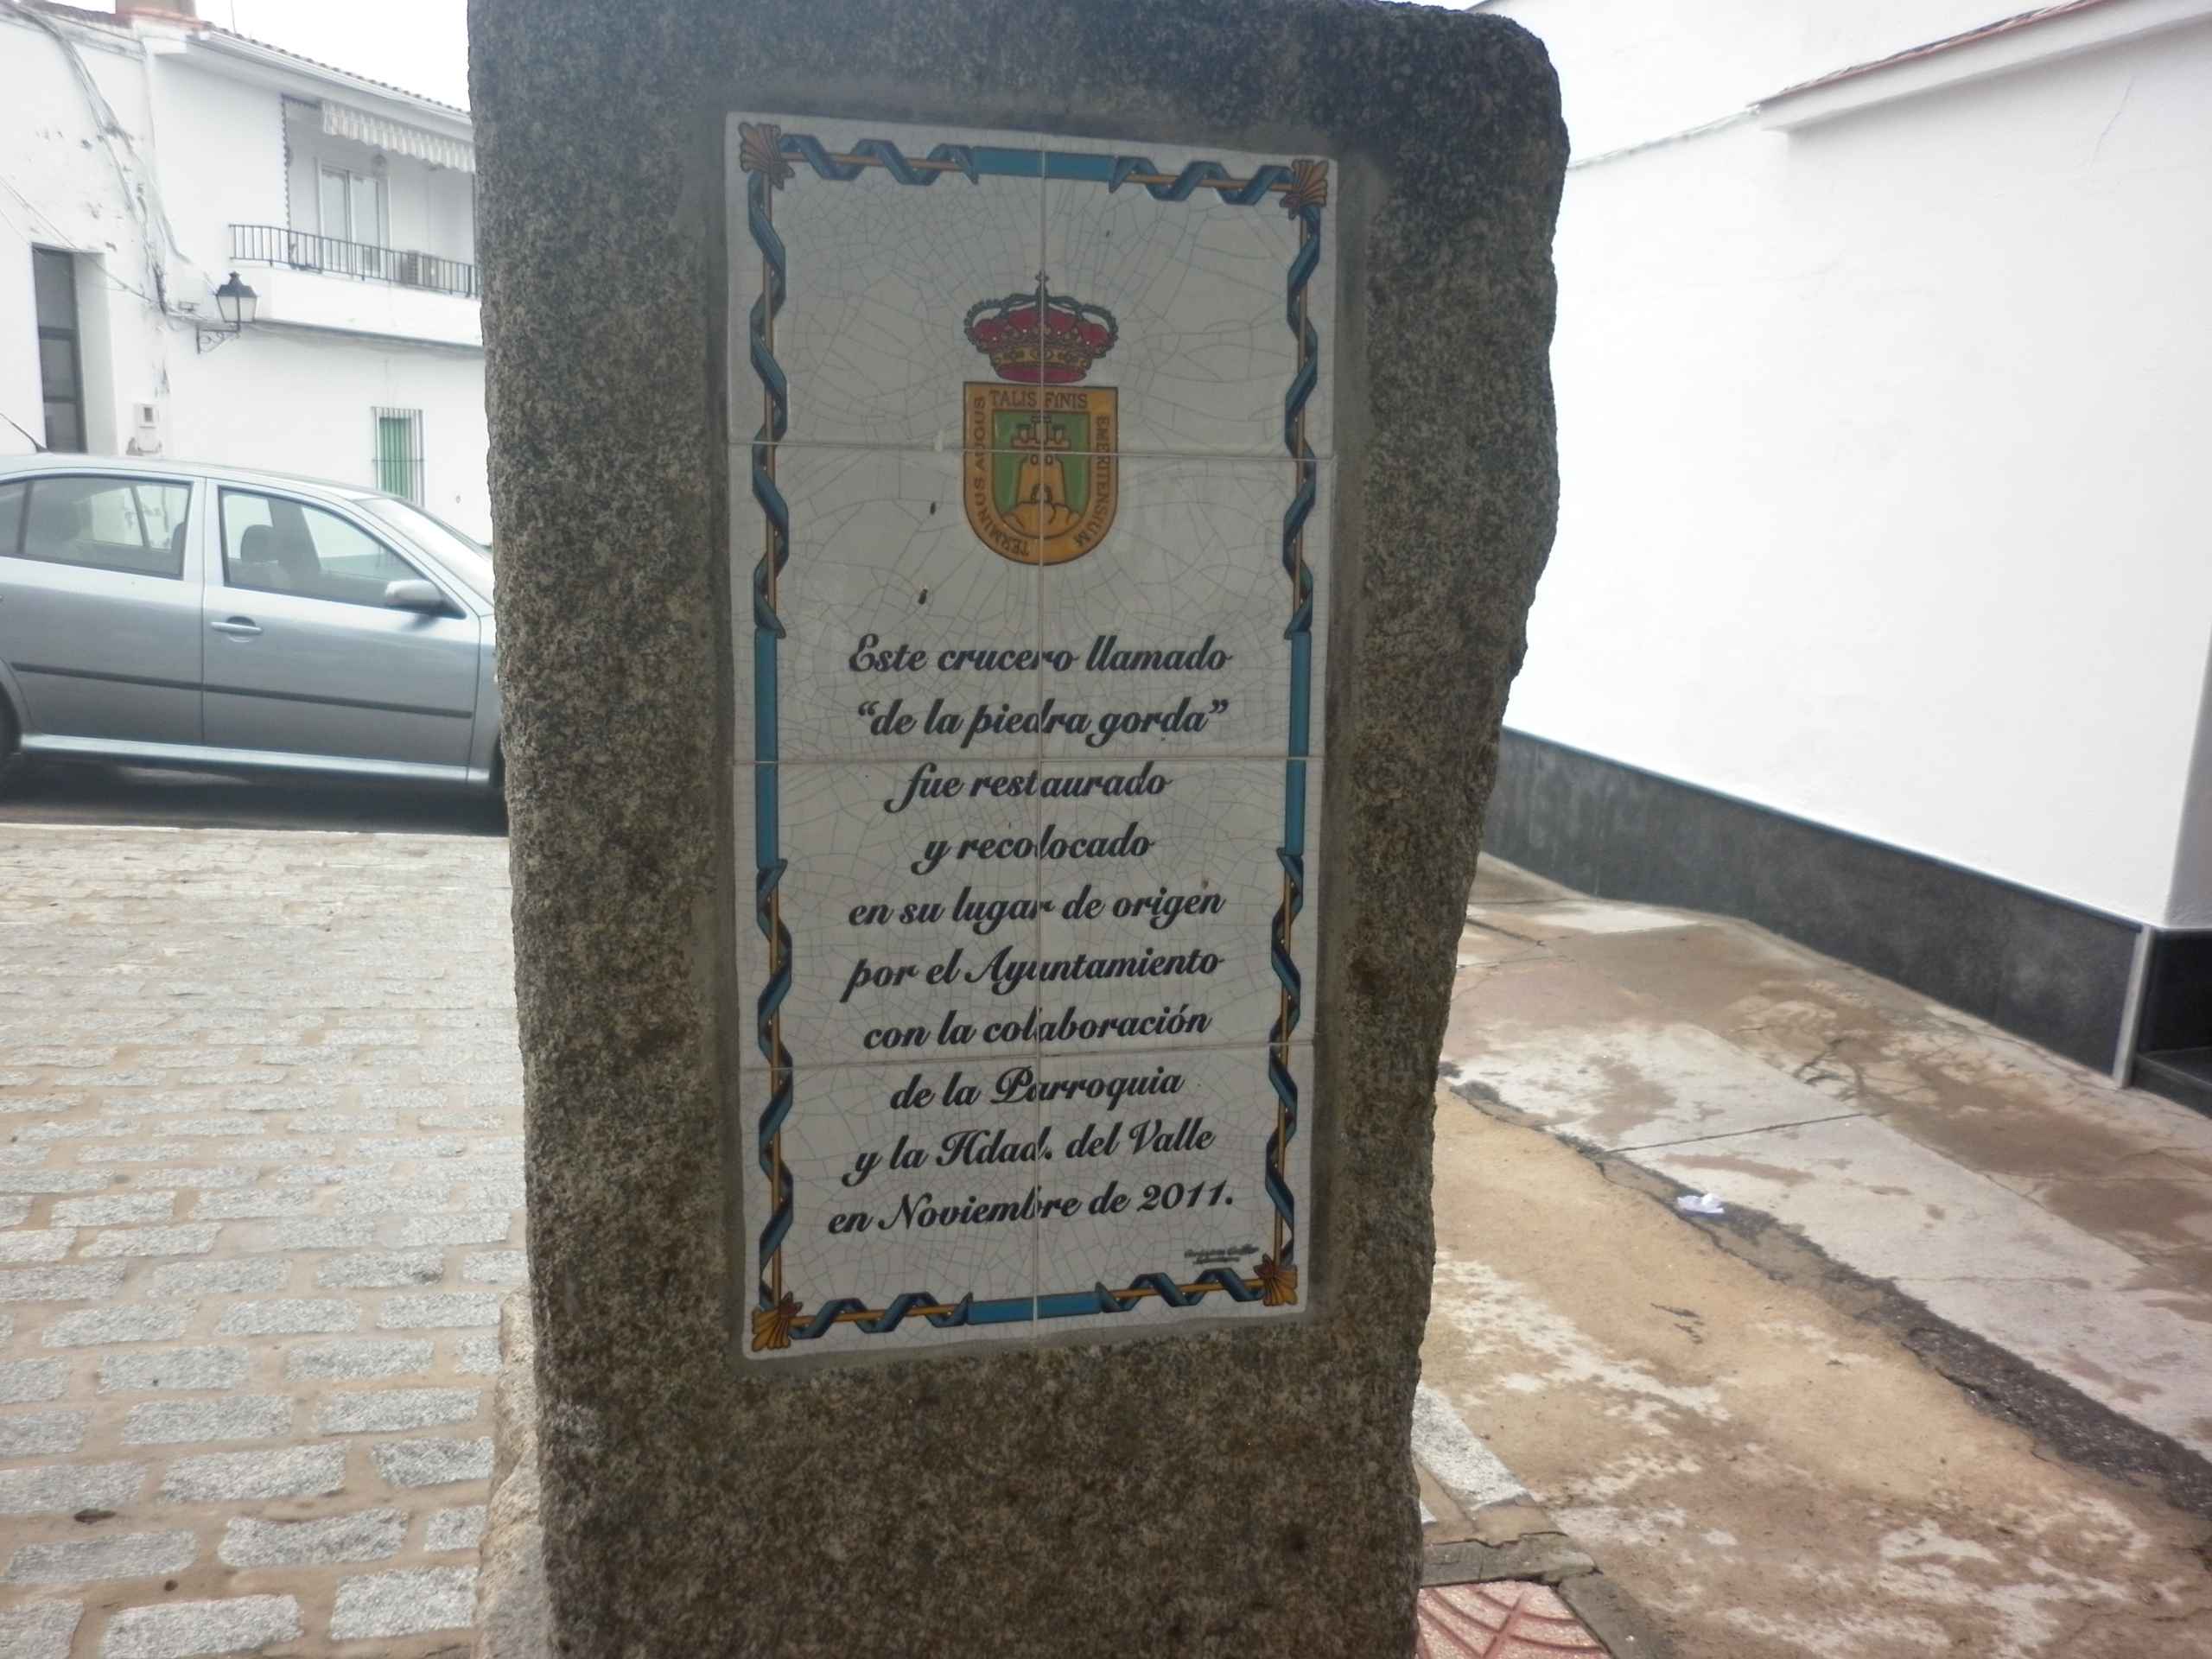 TALIS FINIS
TERMINUS AUGUS
EMERITENSIUM
Este crucero llamado
“de la piedra gorda”
fue restaurado
y recolocado
en su lugar de origen
por el Ayuntamiento
con la colaboración
de la Parroquia
y la Hdad. del Valle
en Noviembre de 2011.